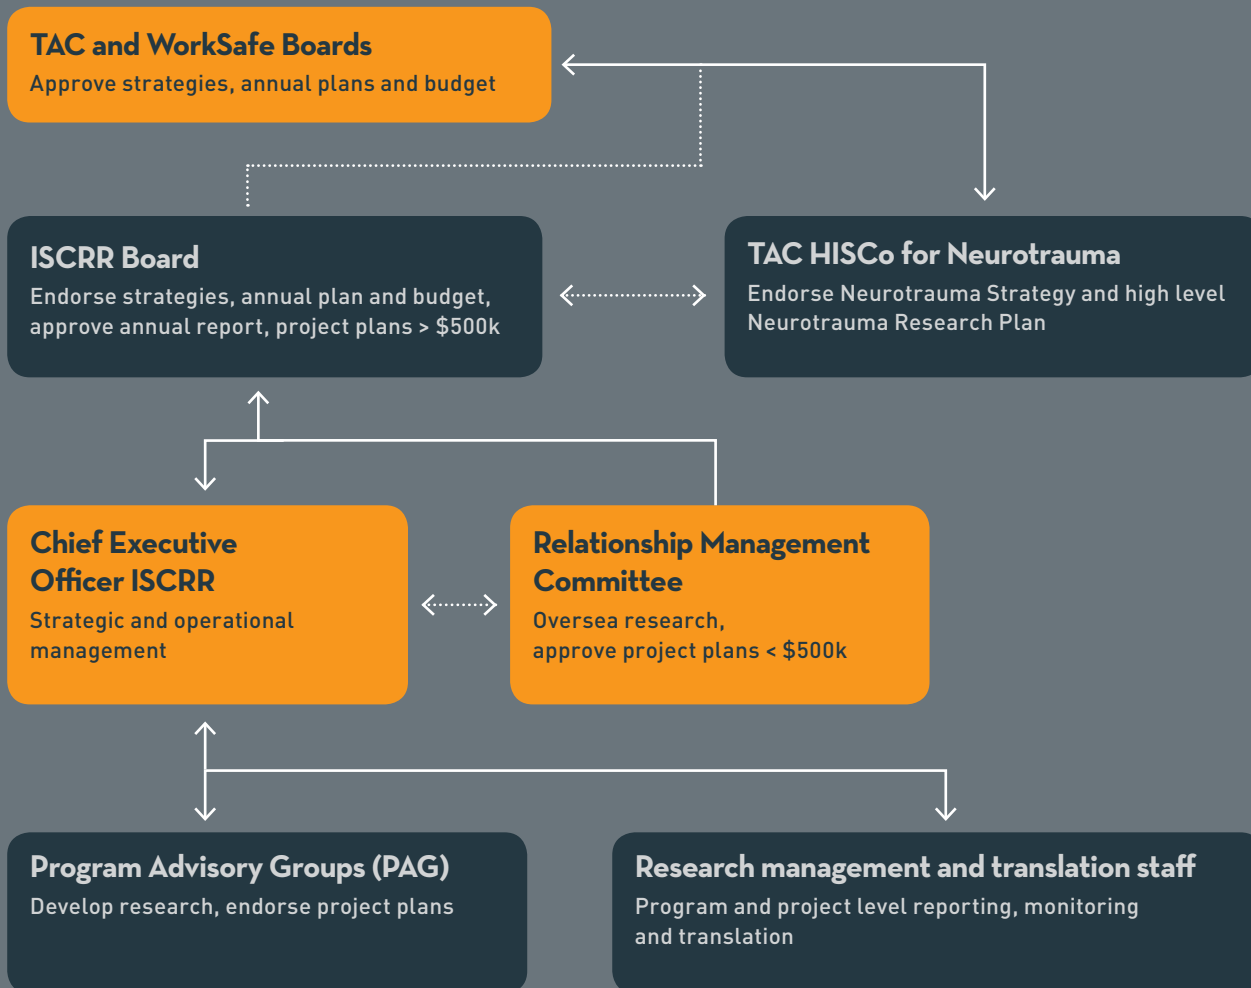 TAC and WorkSafe Boards
Approve strategies, annual plans and budget
ISCRR Board
Endorse strategies, annual plan and budget,
approve annual report, project plans > $500k
TAC HISCo for Neurotrauma
Endorse Neurotrauma Strategy and high level
Neurotrauma Research Plan
Chief Executive
Officer ISCRR
Strategic and operational
management
Relationship Management
Committee
Oversea research,
approve project plans < $500k
Program Advisory Groups (PAG)
Develop research, endorse project plans
Research management and translation staff
Program and project level reporting, monitoring
and translation